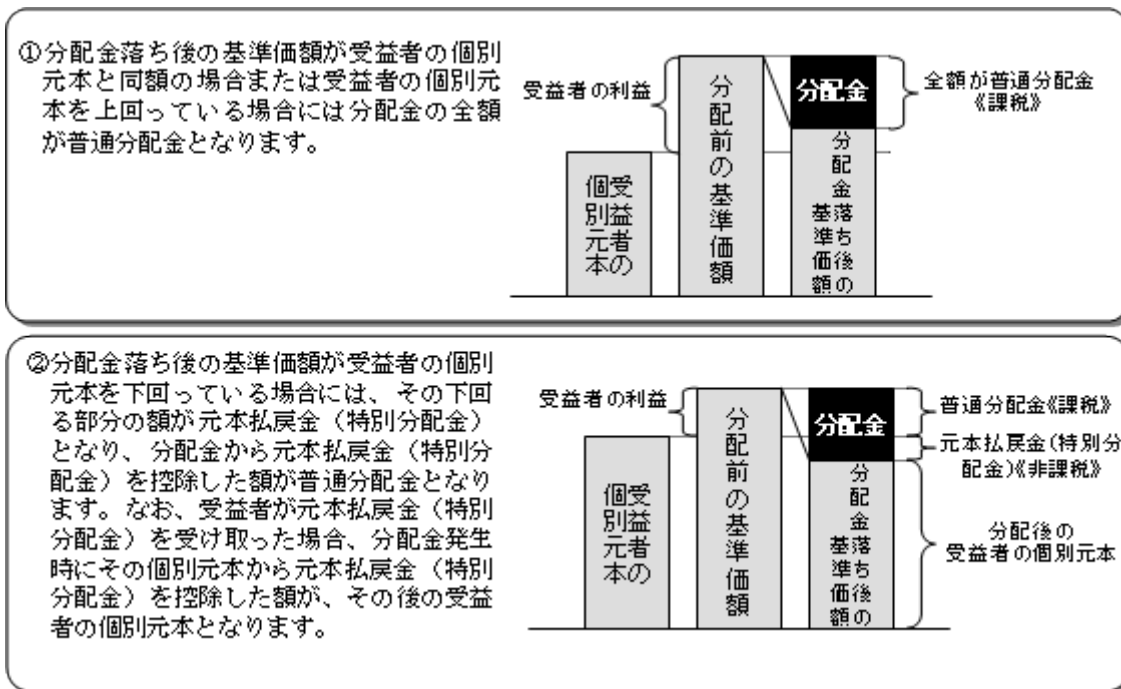 ①分配金落ち後の基準価額が受益者の個別
元本と同額の場合または受益者の個別元
本を上回っている場合には分配金の全額
が普通分配金となります。
受益者の利益
受益者の
個別元本
分配前の基準価額
分配金
分配金落ち後の
基準価額
全額が普通分配金
《課税》
②分配金落ち後の基準価額が受益者の個別
元本を下回っている場合には、その下回
る部分の額が元本払戻金（特別分配金）
となり、分配金から元本払戻金（特別分
配金）を控除した額が普通分配金となり
ます。なお、受益者が元本払戻金（特別
分配金）を受け取った場合、分配金発生
時にその個別元本から元本払戻金（特別
分配金）を控除した額が、その後の受益
者の個別元本となります。
受益者の利益
受益者の
個別元本
分配前の基準価額
分配金
分配金落ち後の
基準価額
普通分配金《課税》
元本払戻金(特別分
配金)《非課税》
分配後の
受益者の個別元本